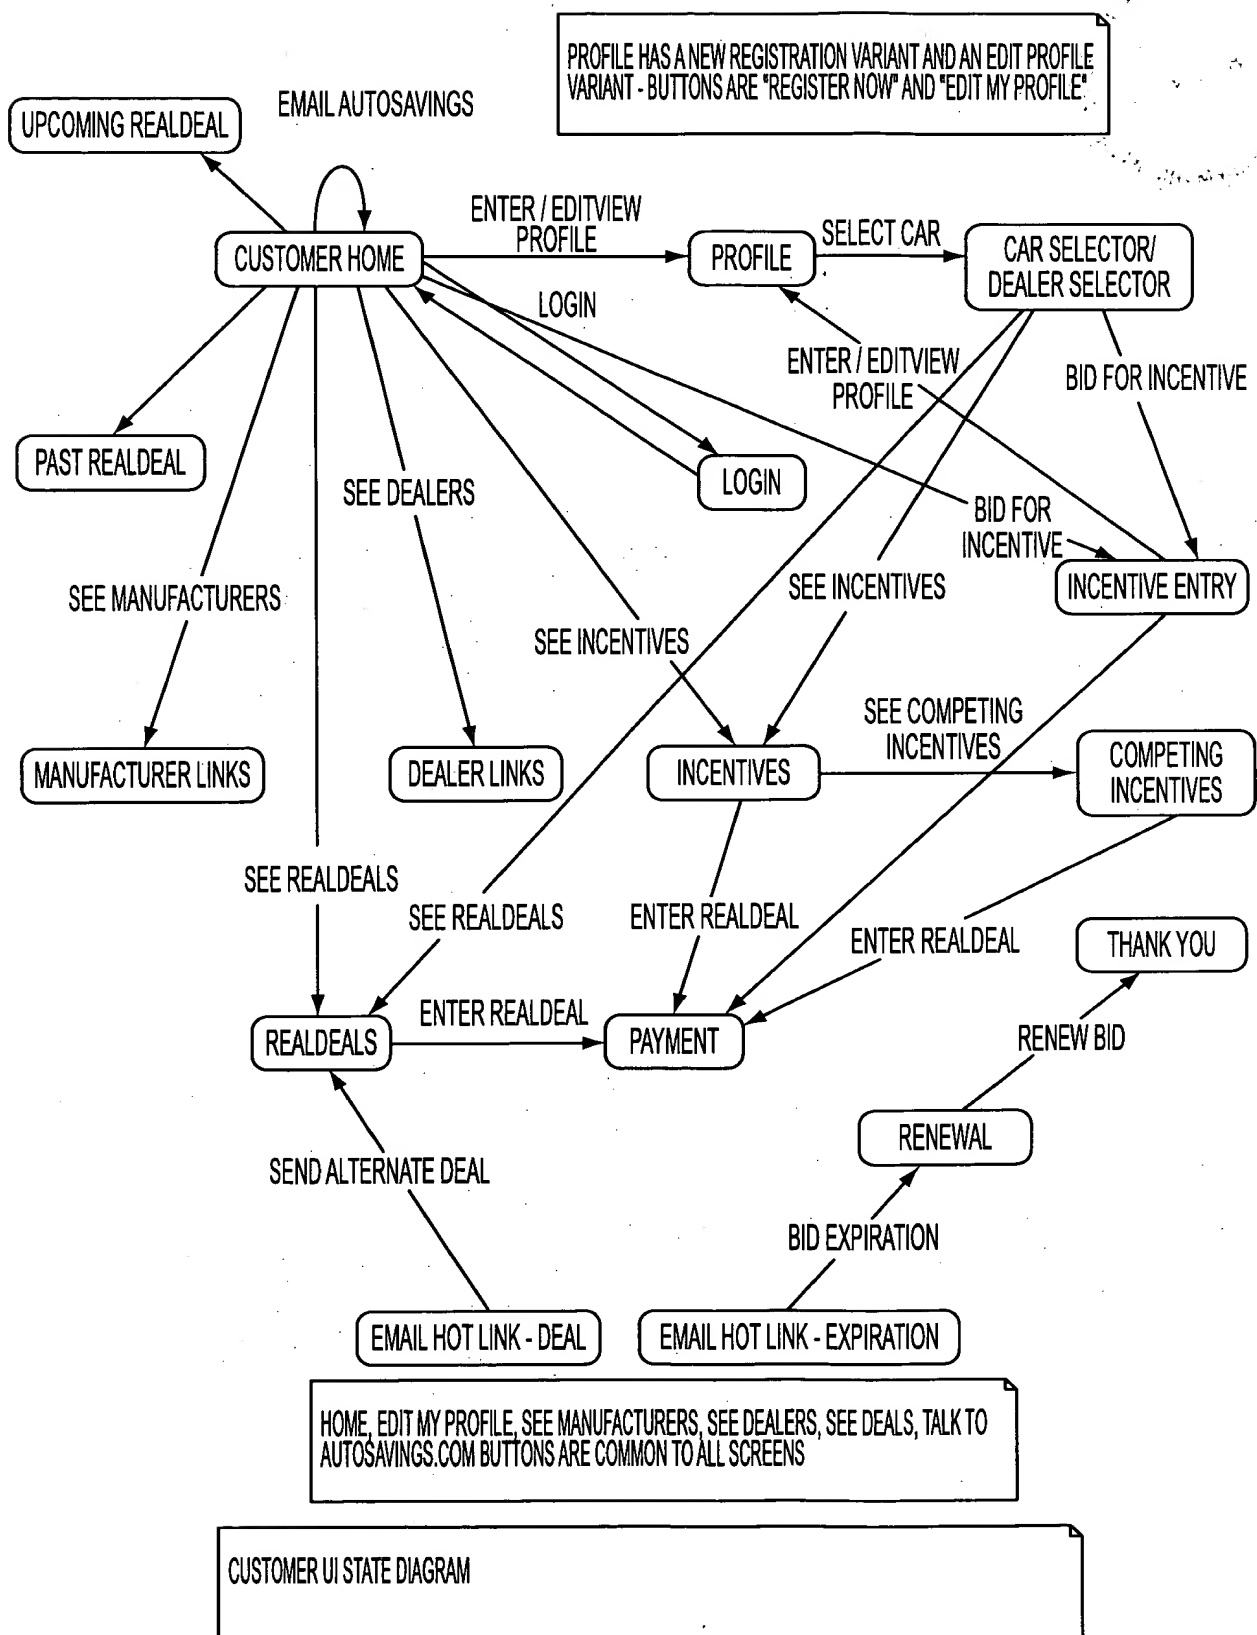 PROFILE HAS A NEW REGISTRATION VARIANT AND AN EDIT PROFILE
VARIANT - BUTTONS ARE "REGISTER NOW" AND "EDIT MY PROFILE"
EMAIL AUTOSAVINGS
UPCOMING REALDEAL
ENTER / EDITVIEW
PROFILE
SELECT CAR
CUSTOMER HOME
PROFILE
CAR SELECTOR/
DEALER SELECTOR
LOGIN
ENTER / EDITVIEW
PROFILE
BID FOR INCENTIVE
PAST REALDEAL
LOGIN
SEE DEALERS
BID FOR
INCENTIVE
SEE MANUFACTURERS
SEE INCENTIVES
INCENTIVE ENTRY
SEE INCENTIVES
SEE COMPETING
INCENTIVES
MANUFACTURER LINKS
DEALER LINKS
INCENTIVES
COMPETING
INCENTIVES
SEE REALDEALS
SEE REALDEALS
ENTER REALDEAL
ENTER REALDEAL
THANK YOU
ENTER REALDEAL
REALDEALS
PAYMENT
RENEW BID
RENEWAL
SEND ALTERNATE DEAL
BID EXPIRATION
EMAIL HOT LINK - DEAL
EMAIL HOT LINK - EXPIRATION
HOME, EDIT MY PROFILE, SEE MANUFACTURERS, SEE DEALERS, SEE DEALS, TALK TO
AUTOSAVINGS.COM BUTTONS ARE COMMON TO ALL SCREENS
CUSTOMER UI STATE DIAGRAM